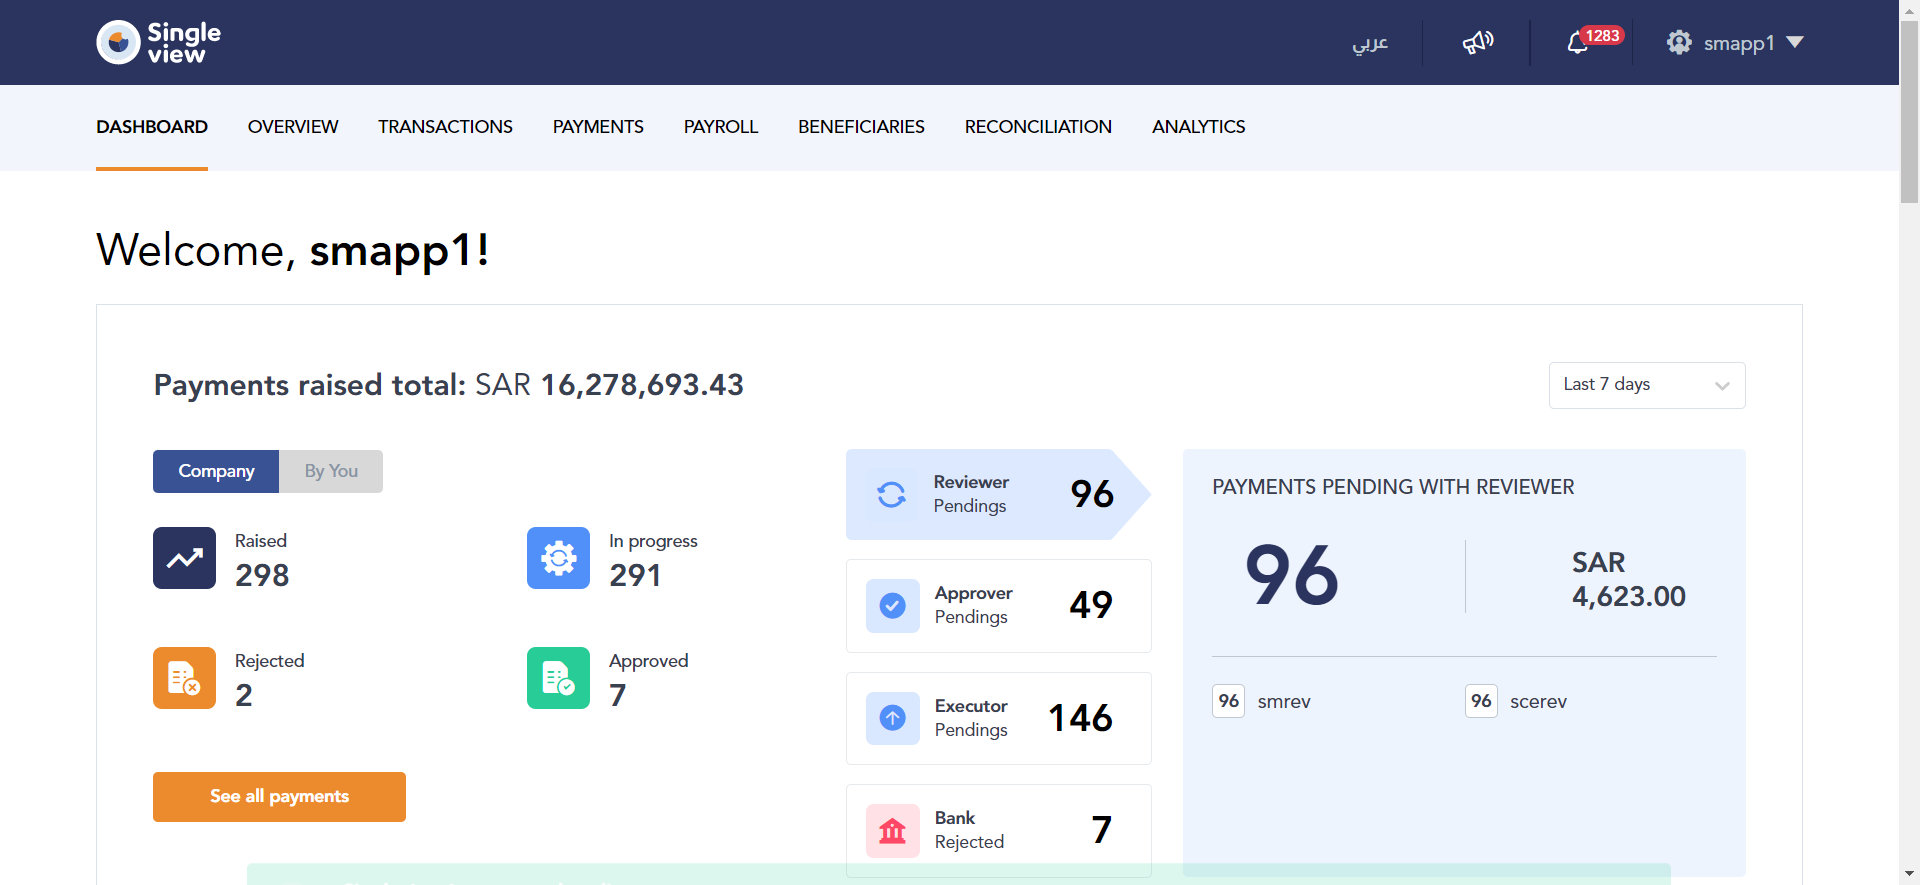 Single
view
عربي
1283
smapp1
DASHBOARD
OVERVIEW
TRANSACTIONS
PAYMENTS
PAYROLL
BENEFICIARIES
RECONCILIATION
ANALYTICS
Welcome, smapp1!
Payments raised total: SAR 16,278,693.43
Last 7 days
Company
By You
Raised
298
In progress
291
Rejected
2
Approved
7
See all payments
Reviewer
Pendings
96
Approver
Pendings
49
Executor
Pendings
146
Bank
Rejected
7
PAYMENTS PENDING WITH REVIEWER
96
SAR
4,623.00
96 smrev
96 scerev